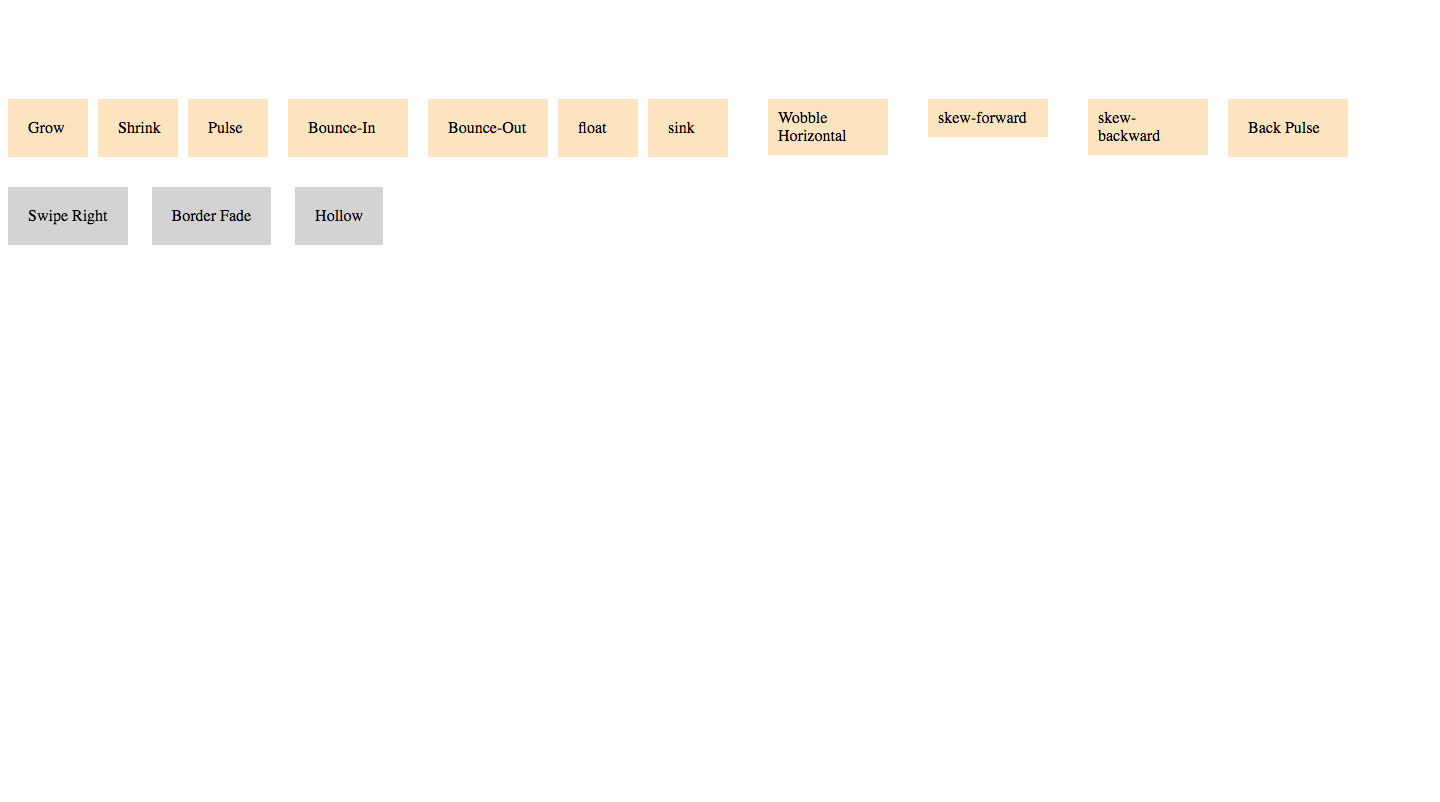 Grow
Shrink
Pulse
Bounce-In
Bounce-Out
float
sink
Wobble
Horizontal
skew-forward
skew-
backward
Back Pulse
Swipe Right
Border Fade
Hollow